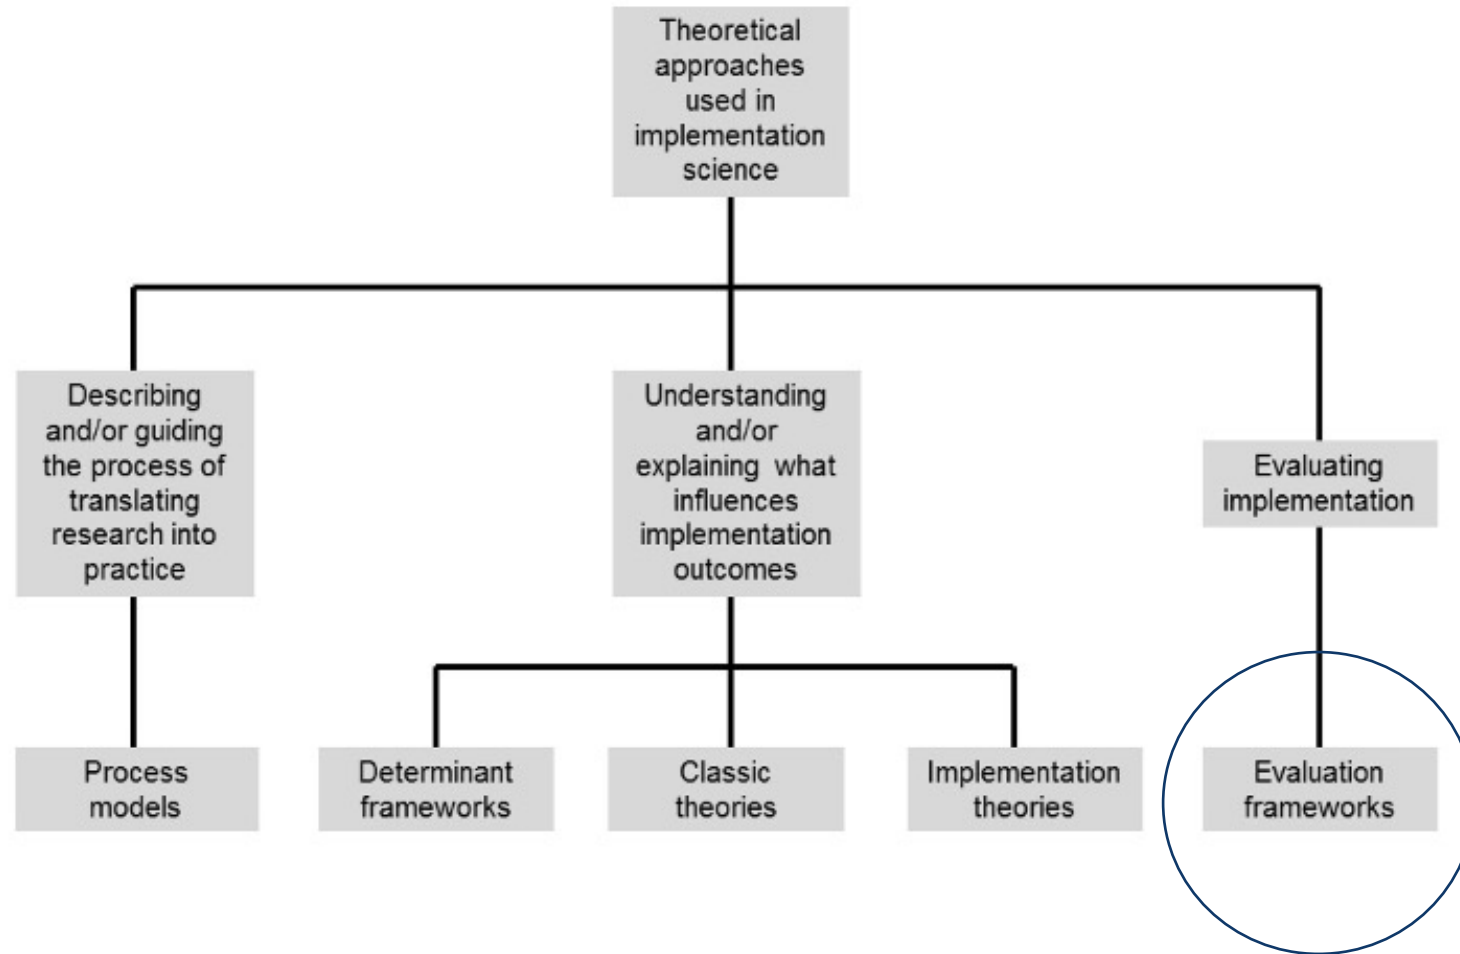 Theoretical
approaches
used in
implementation
science
Describing
and/or guiding
the process of
translating
research into
practice
Understanding
and/or
explaining what
influences
implementation
outcomes
Evaluating
implementation
Process
models
Determinant
frameworks
Classic
theories
Implementation
theories
Evaluation
frameworks